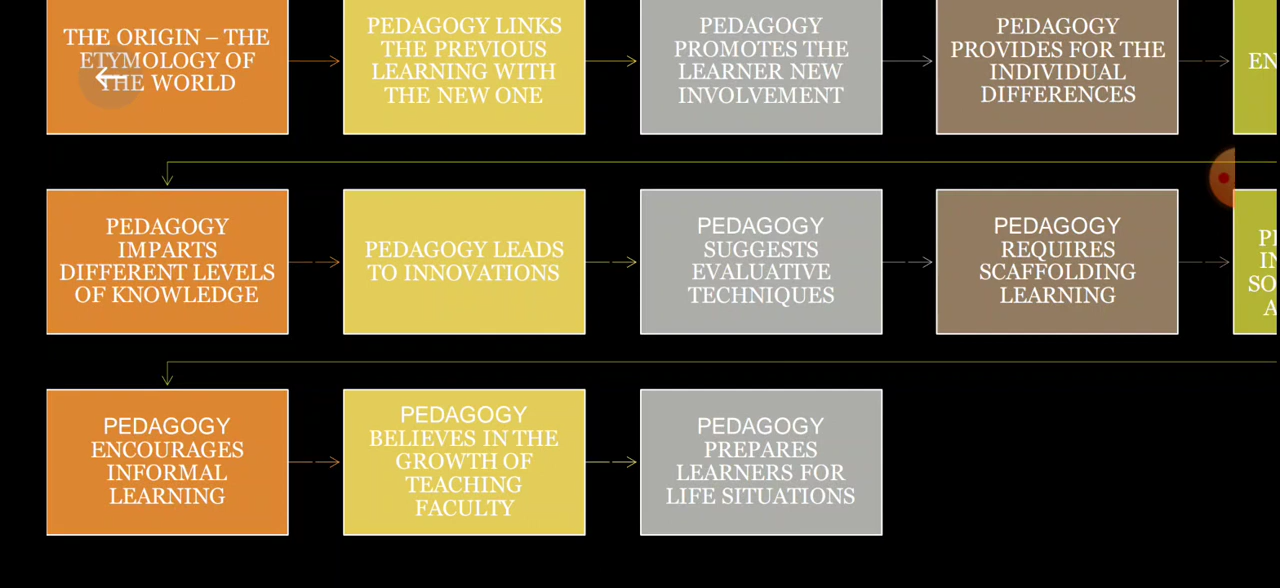 THE ORIGIN – THE
ETYMOLOGY OF
THE WORLD
PEDAGOGY LINKS
THE PREVIOUS
LEARNING WITH
THE NEW ONE
PEDAGOGY
PROMOTES THE
LEARNER NEW
INVOLVEMENT
PEDAGOGY
PROVIDES FOR THE
INDIVIDUAL
DIFFERENCES
PEDAGOGY
IMPARTS
DIFFERENT LEVELS
OF KNOWLEDGE
PEDAGOGY LEADS
TO INNOVATIONS
PEDAGOGY
SUGGESTS
EVALUATIVE
TECHNIQUES
PEDAGOGY
REQUIRES
SCAFFOLDING
LEARNING
PEDAGOGY
ENCOURAGES
INFORMAL
LEARNING
PEDAGOGY
BELIEVES IN THE
GROWTH OF
TEACHING
FACULTY
PEDAGOGY
PREPARES
LEARNERS FOR
LIFE SITUATIONS